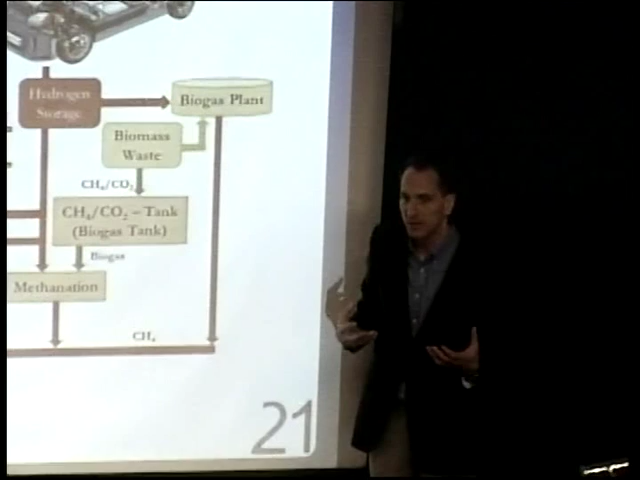 Hydrogen
Storage
Biogas Plant
Biomass
Waste
CH₄/CO₂
CH₄/CO₂ – Tank
(Biogas Tank)
Biogas
Methanation
CH₄
21